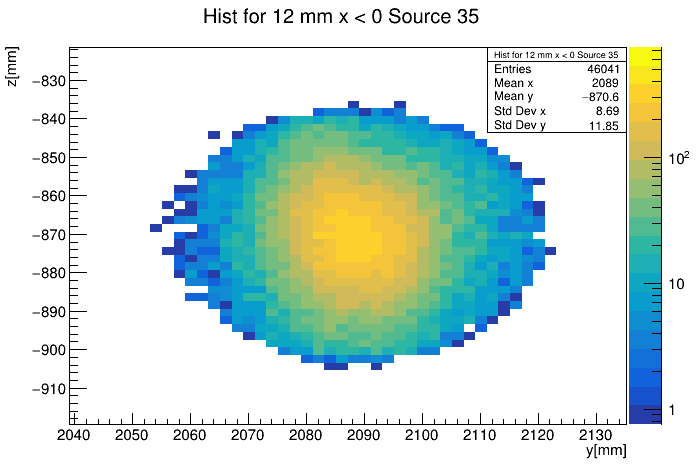 Hist for 12 mm x < 0 Source 35
Hist for 12 mm x < 0 Source 35
Entries 46041
Mean x 2089
Mean y −870.6
Std Dev x 8.69
Std Dev y 11.85
z[mm]
−830
−840
−850
−860
−870
−880
−890
−900
−910
2040 2050 2060 2070 2080 2090 2100 2110 2120 2130
y[mm]
10²
10
1